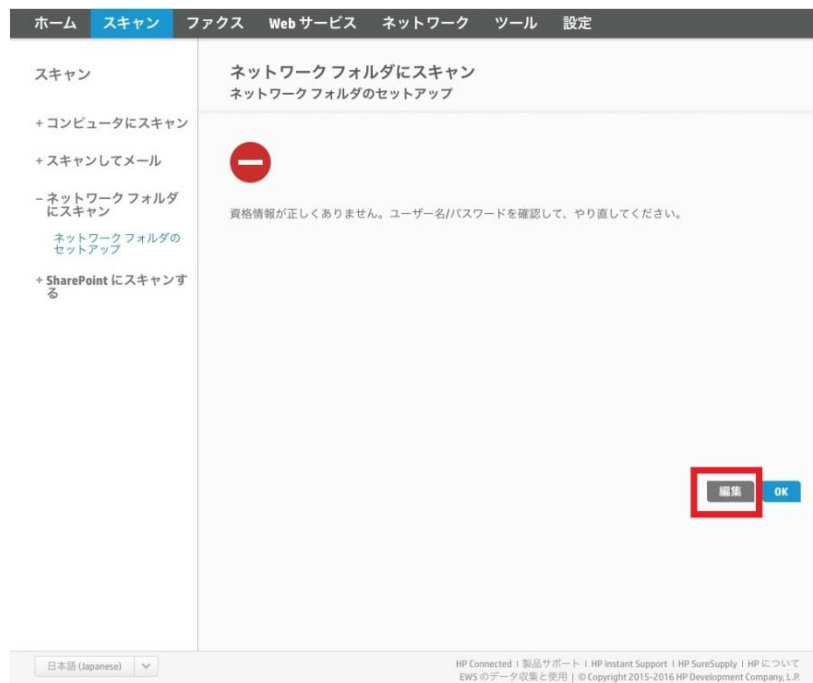 ホーム スキャン ファクス Web サービス ネットワーク ツール 設定
スキャン
+ コンピュータにスキャン
+ スキャンしてメール
− ネットワーク フォルダ
にスキャン
ネットワーク フォルダの
セットアップ
+ SharePoint にスキャンす
る
ネットワーク フォルダにスキャン
ネットワーク フォルダのセットアップ
資格情報が正しくありません。ユーザー名/パスワードを確認して、やり直してください。
編集 OK
日本語 (Japanese)
HP Connected | 製品サポート | HP Instant Support | HP SureSupply | HP について
EWS のデータ収集と使用 | © Copyright 2015-2016 HP Development Company, L.P.